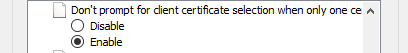 Don't prompt for client certificate selection when only one ce
Disable
Enable